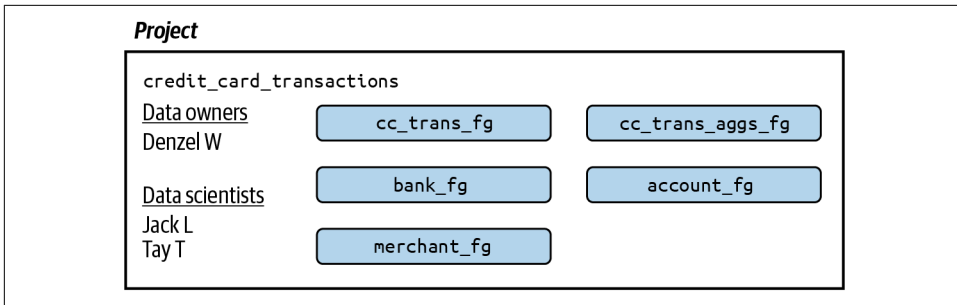 Project
credit_card_transactions
Data owners
Denzel W
Data scientists
Jack L
Tay T
cc_trans_fg
cc_trans_aggs_fg
bank_fg
account_fg
merchant_fg